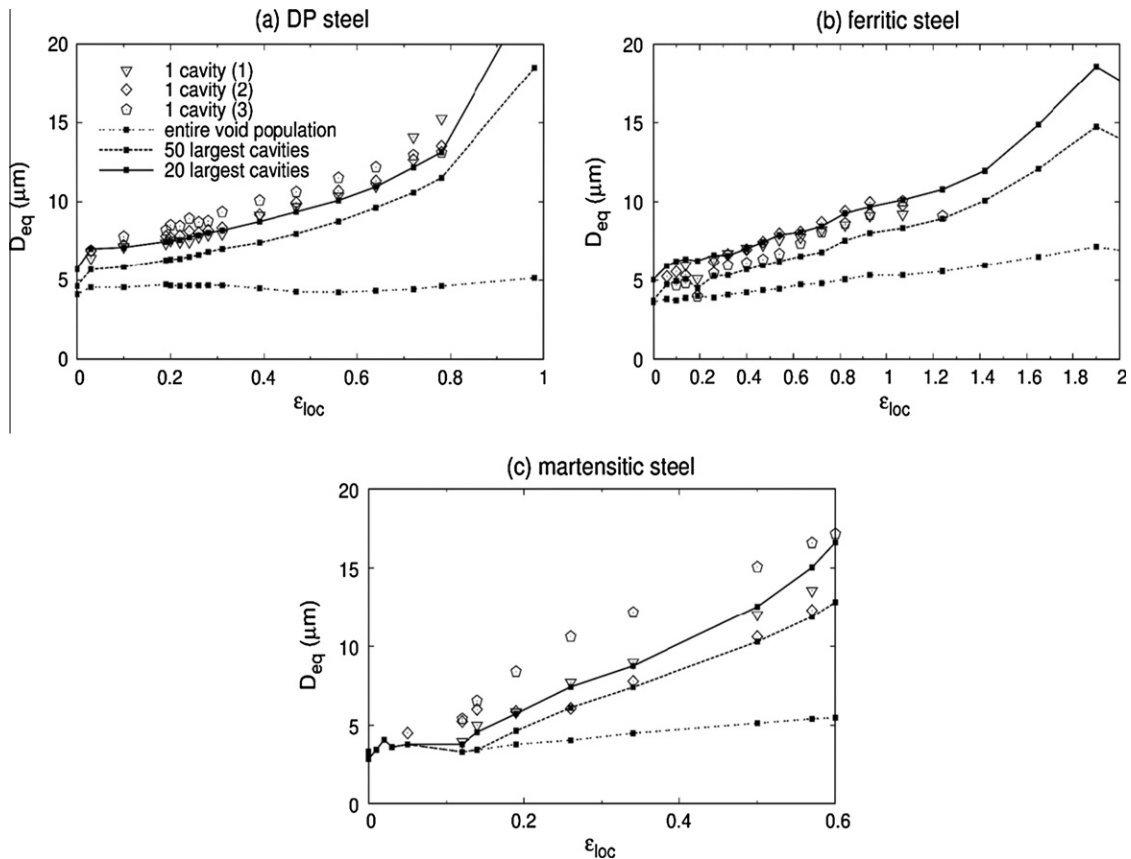 (a) DP steel
20
15
10
5
0
D_eq (μm)
1 cavity (1)
1 cavity (2)
1 cavity (3)
entire void population
50 largest cavities
20 largest cavities
0 0.2 0.4 0.6 0.8 1
ε_loc
(b) ferritic steel
20
15
10
5
0
D_eq (μm)
0 0.2 0.4 0.6 0.8 1 1.2 1.4 1.6 1.8 2
ε_loc
(c) martensitic steel
20
15
10
5
0
D_eq (μm)
0 0.2 0.4 0.6
ε_loc